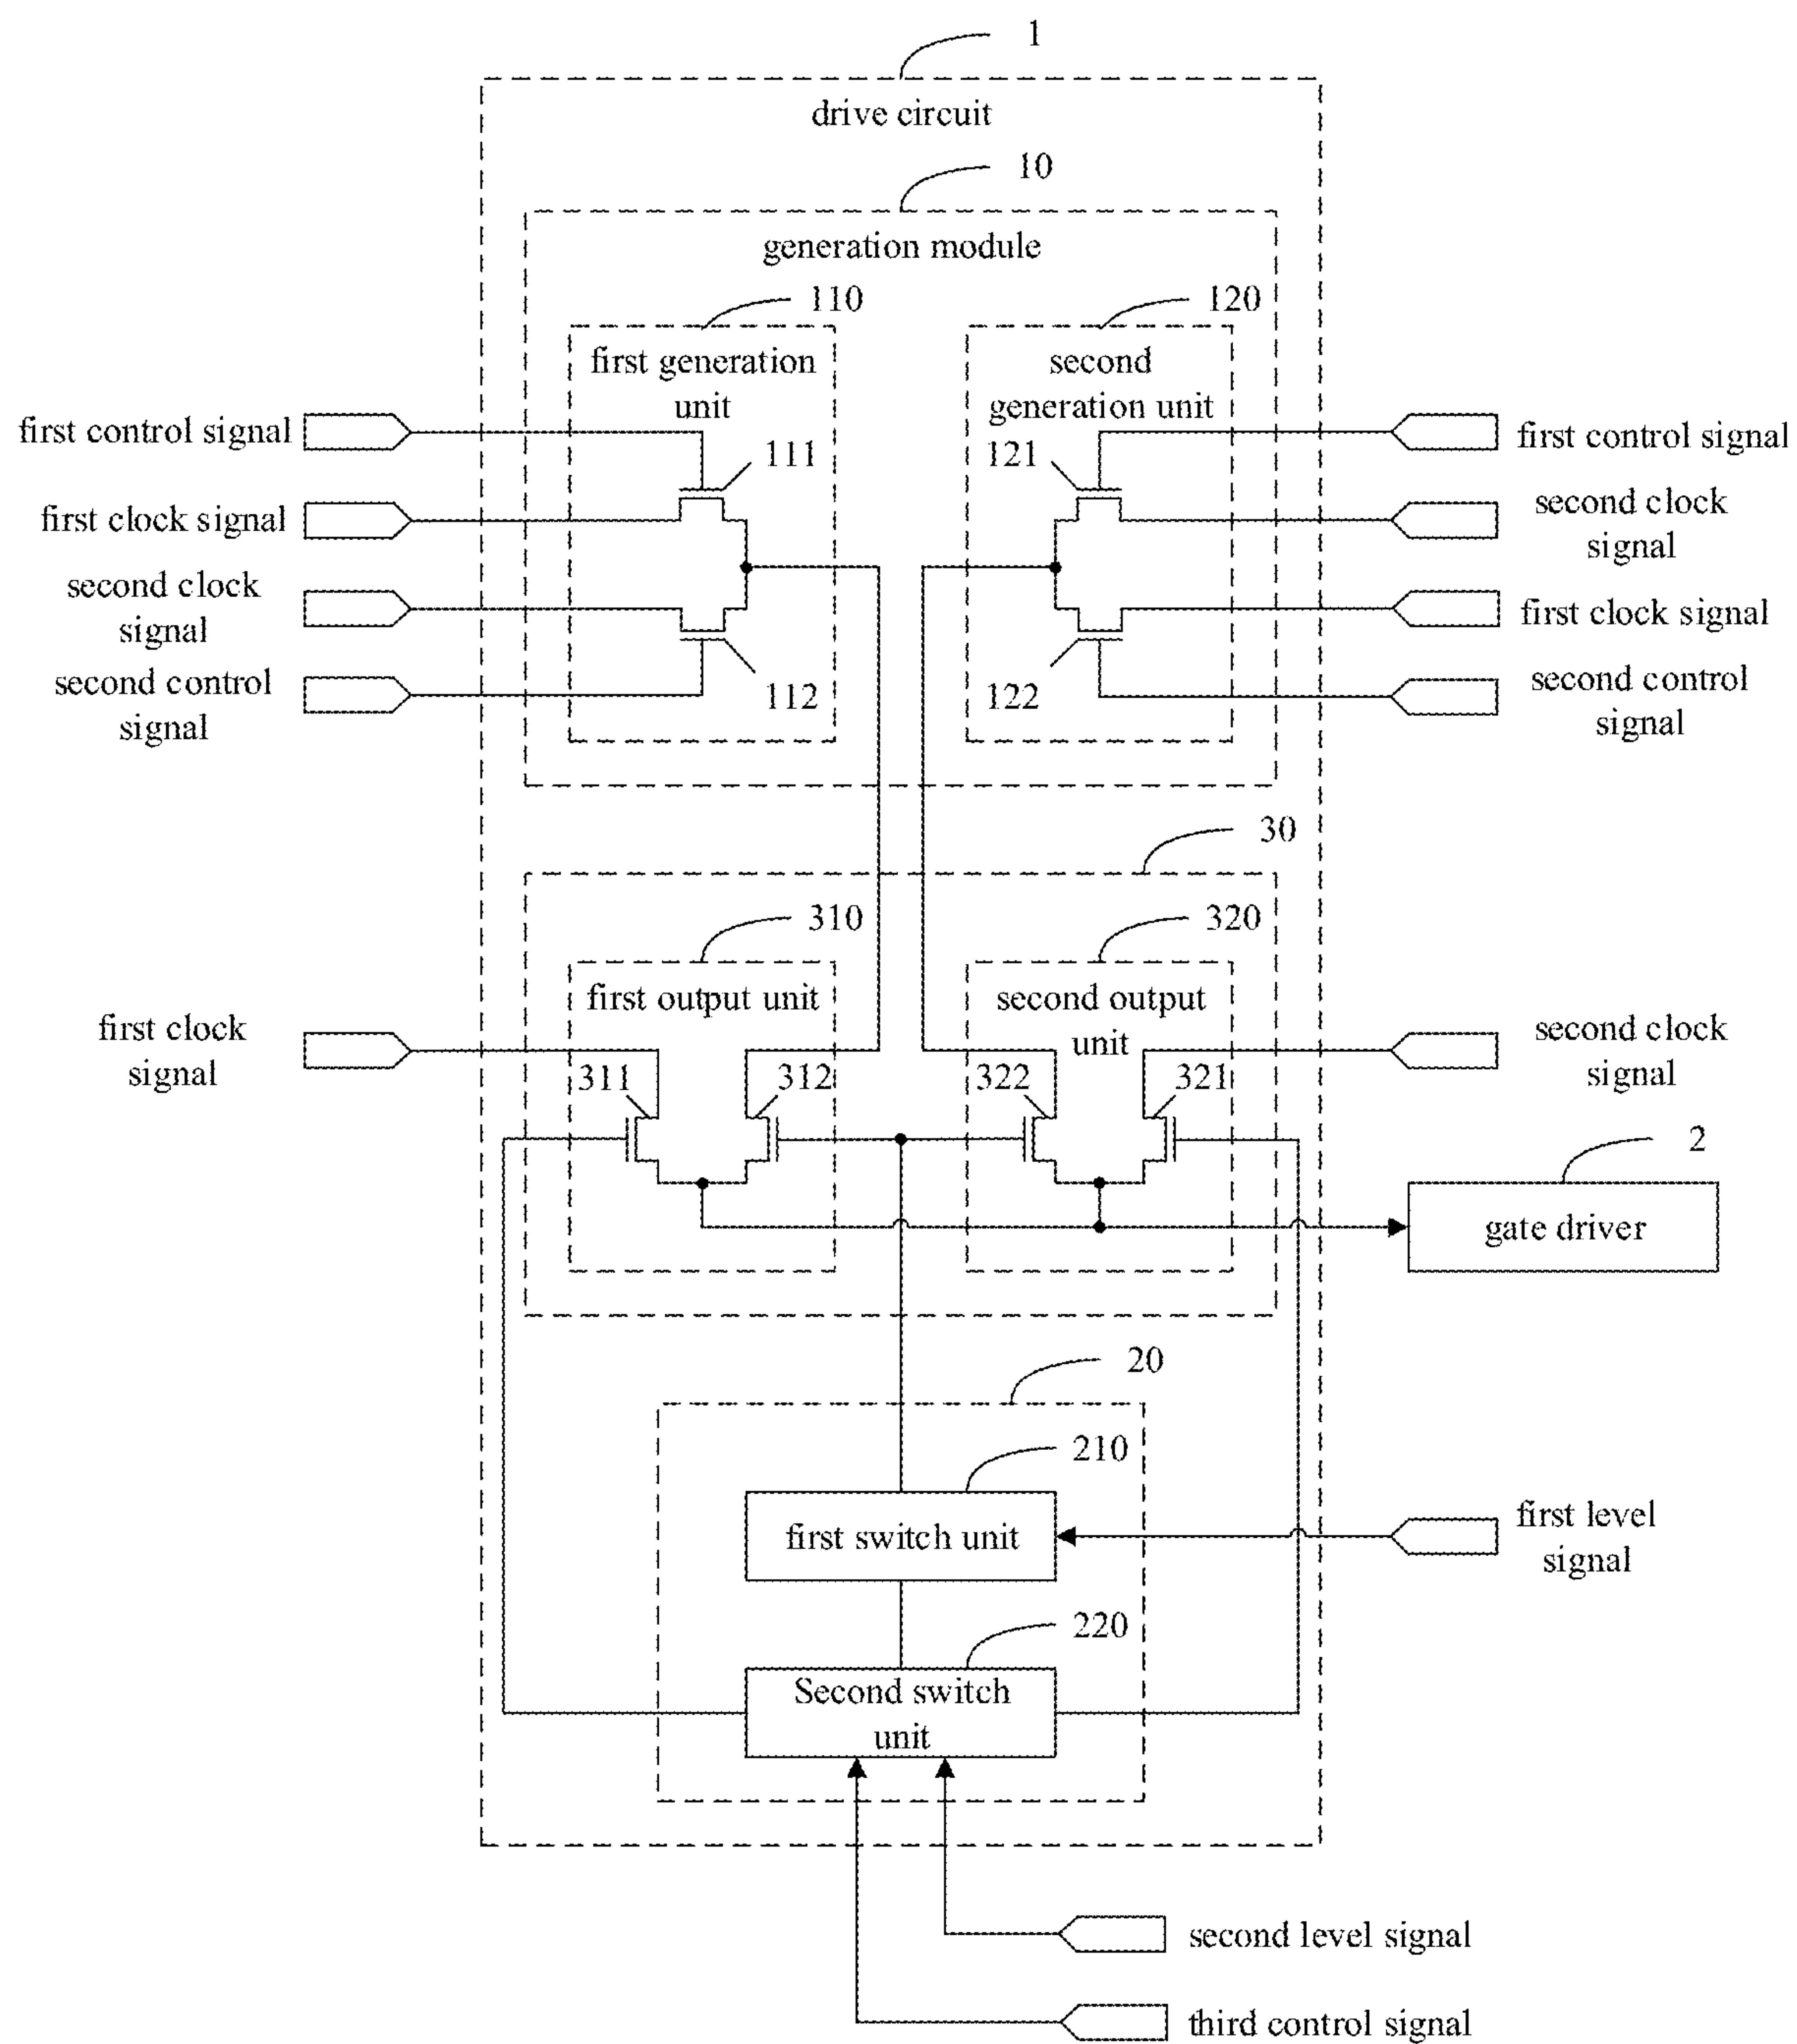 1
drive circuit
10
generation module
110
120
first generation
unit
second
generation unit
first control signal
111
121
first control signal
first clock signal
second clock
signal
second clock
signal
first clock signal
second control
signal
112
122
second control
signal
30
310
320
first output unit
second output
unit
first clock
signal
second clock
signal
311
312
322
321
2
gate driver
20
210
first switch unit
first level
signal
220
Second switch
unit
second level signal
third control signal